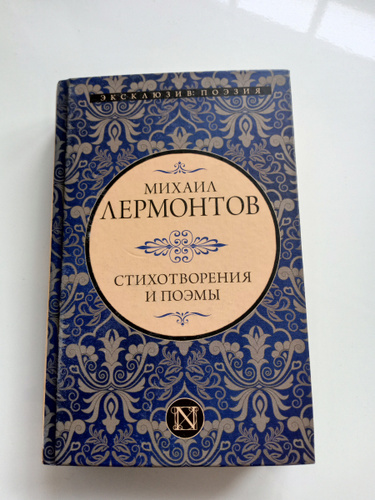 ЭКСКЛЮЗИВ: ПОЭЗИЯ
МИХАИЛ
ЛЕРМОНТОВ
СТИХОТВОРЕНИЯ
И ПОЭМЫ
N